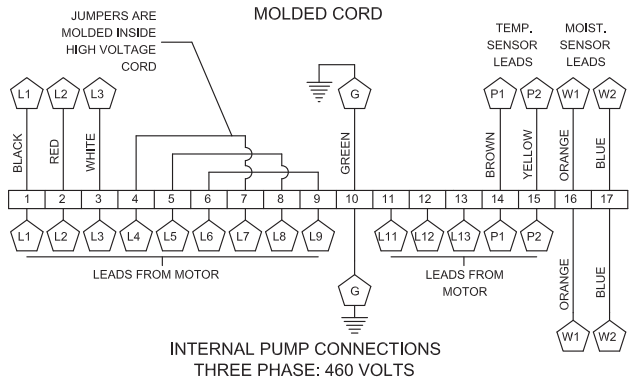 MOLDED CORD
JUMPERS ARE
MOLDED INSIDE
HIGH VOLTAGE
CORD
TEMP.
SENSOR
LEADS
MOIST.
SENSOR
LEADS
L1 L2 L3 G P1 P2 W1 W2
BLACK RED WHITE GREEN BROWN YELLOW ORANGE BLUE
1 2 3 4 5 6 7 8 9 10 11 12 13 14 15 16 17
L1 L2 L3 L4 L5 L6 L7 L8 L9 L11 L12 L13 P1 P2
LEADS FROM MOTOR
LEADS FROM
MOTOR
G
ORANGE BLUE
W1 W2
INTERNAL PUMP CONNECTIONS
THREE PHASE: 460 VOLTS